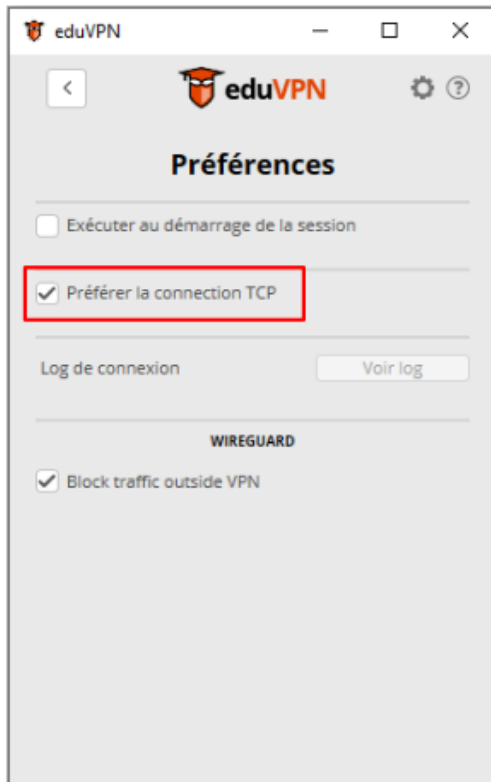 eduVPN
eduVPN
Préférences
Exécuter au démarrage de la session
Préférer la connection TCP
Log de connexion Voir log
WIREGUARD
Block traffic outside VPN